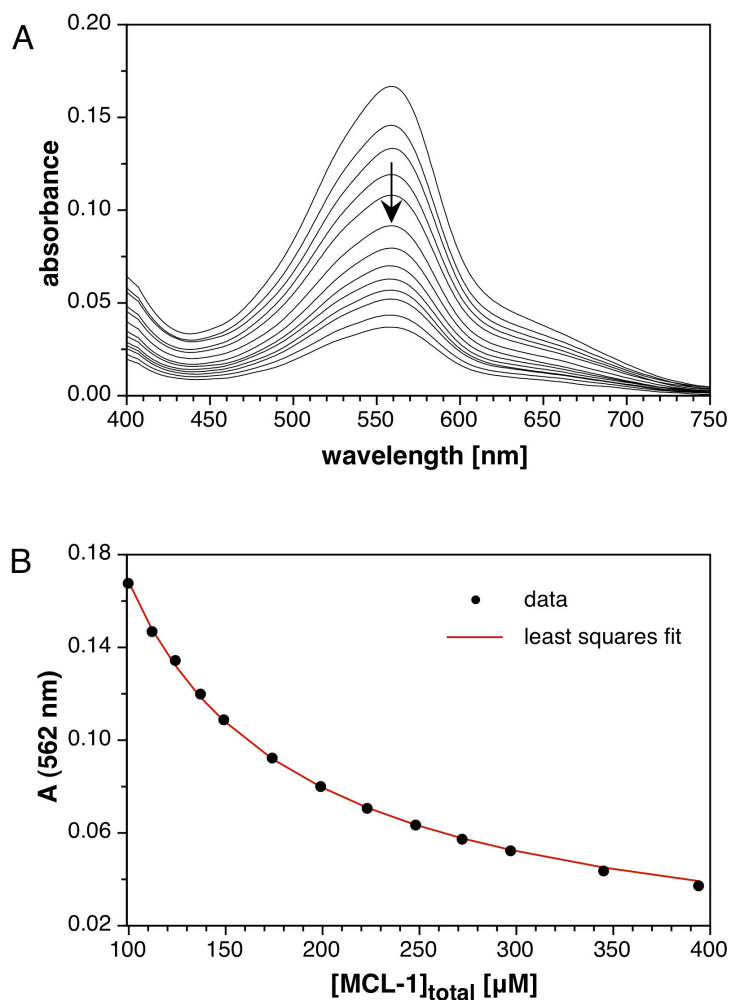 A
0.20
0.15
0.10
0.05
0.00
absorbance
400 450 500 550 600 650 700 750
wavelength [nm]
B
0.18
0.14
0.10
0.06
0.02
A (562 nm)
data
least squares fit
100 150 200 250 300 350 400
[MCL-1]total [µM]